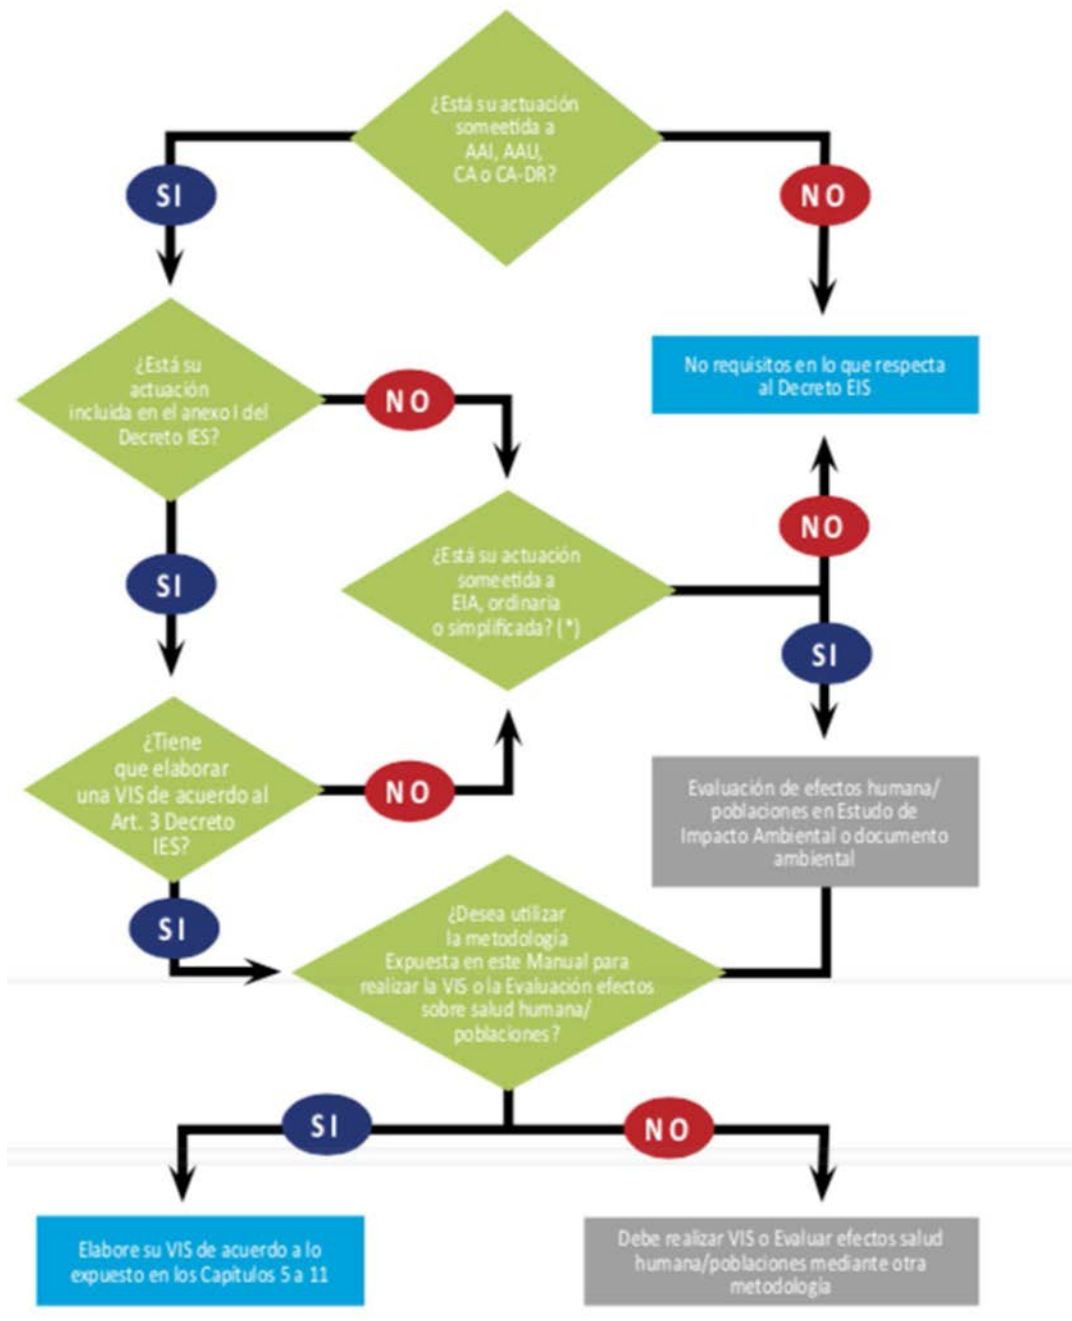 ¿Está su actuación
someetida a
AAI, AAU,
CA o CA-DR?
SI
NO
¿Está su
actuación
incluida en el anexo I del
Decreto IES?
NO
No requisitos en lo que respecta
al Decreto EIS
NO
SI
¿Está su actuación
someetida a
EIA, ordinaria
o simplificada? (*)
SI
¿Tiene
que elaborar
una VIS de acuerdo al
Art. 3 Decreto
IES?
NO
Evaluación de efectos humana/
poblaciones en Estudo de
Impacto Ambiental o documento
ambiental
SI
¿Desea utilizar
la metodología
Expuesta en este Manual para
realizar la VIS o la Evaluación efectos
sobre salud humana/
poblaciones?
SI
NO
Elabore su VIS de acuerdo a lo
expuesto en los Capítulos 5 a 11
Debe realizar VIS o Evaluar efectos salud
humana/poblaciones mediante otra
metodología